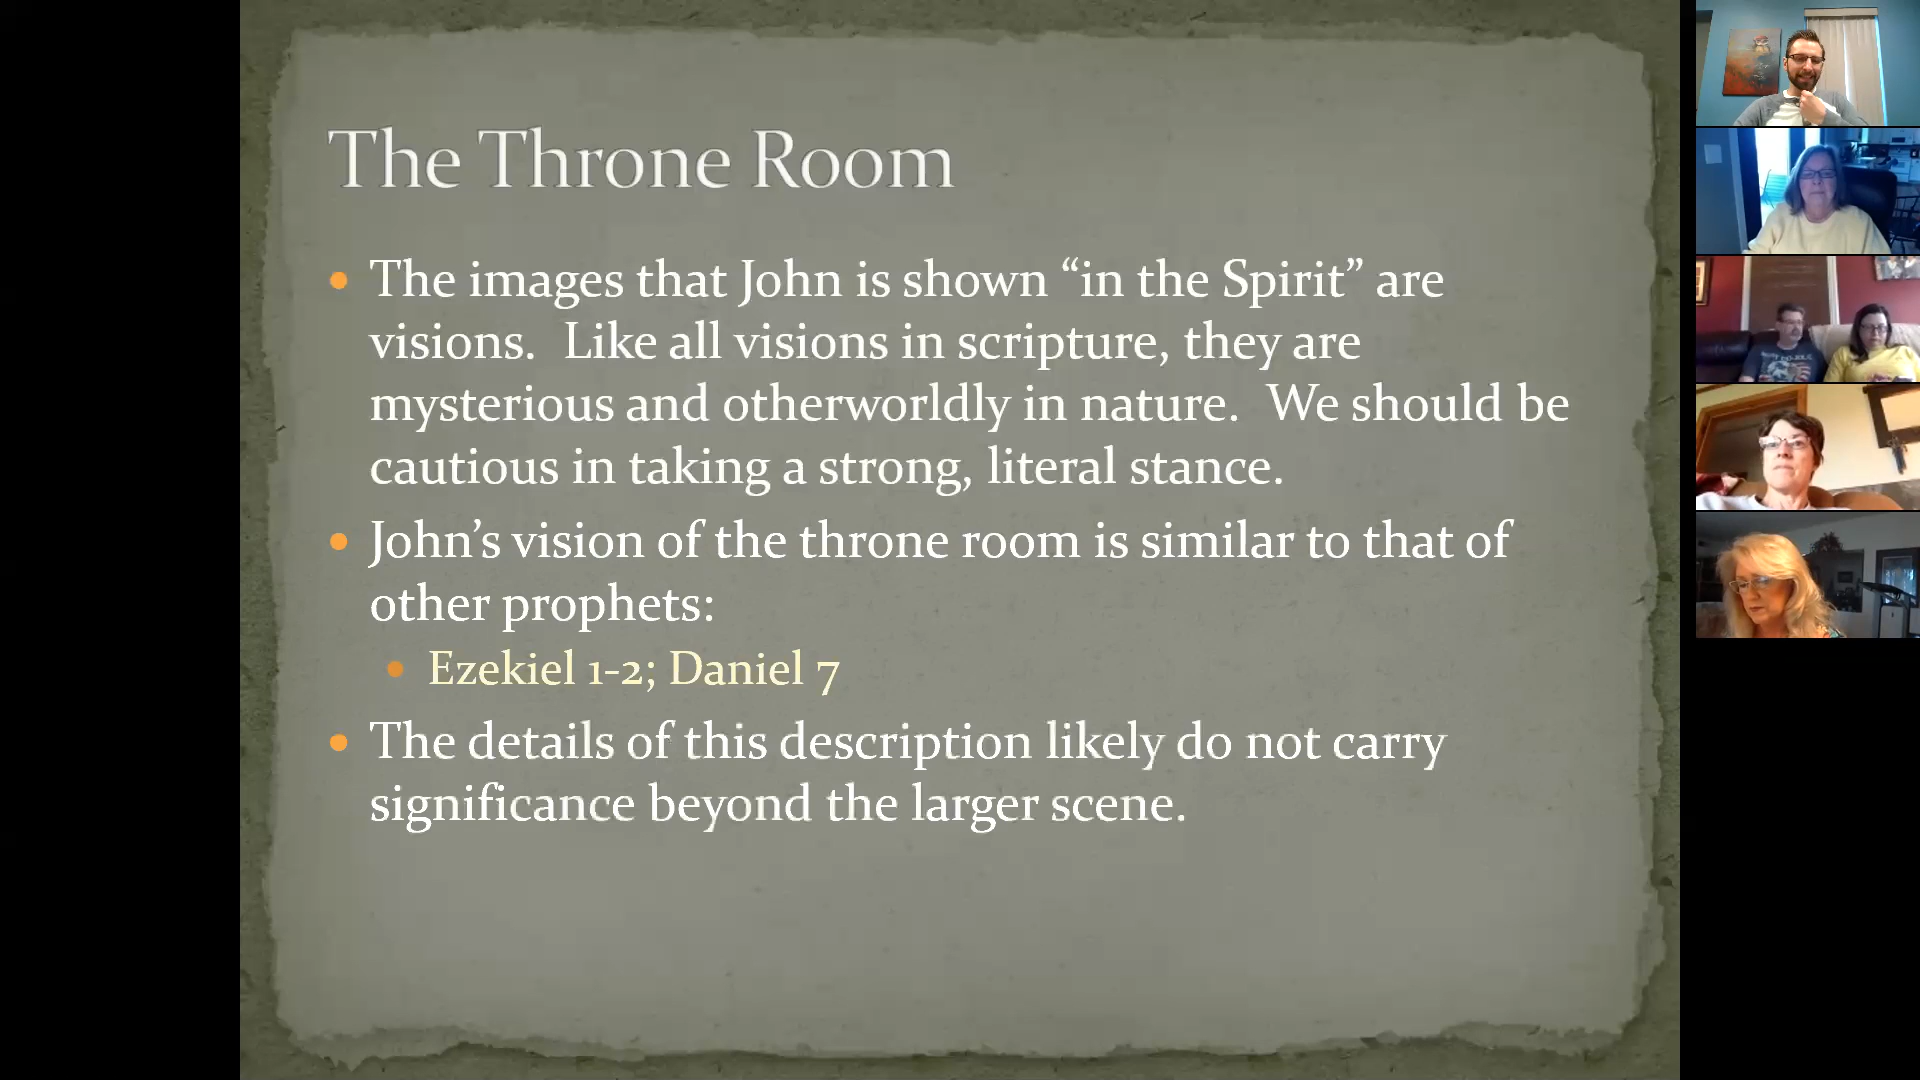 The Throne Room
The images that John is shown “in the Spirit” are
visions.  Like all visions in scripture, they are
mysterious and otherworldly in nature.  We should be
cautious in taking a strong, literal stance.
John’s vision of the throne room is similar to that of
other prophets:
Ezekiel 1-2; Daniel 7
The details of this description likely do not carry
significance beyond the larger scene.